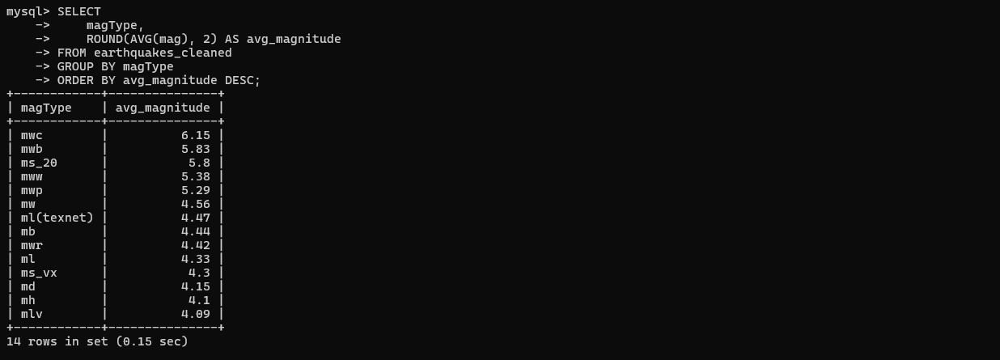 mysql> SELECT
    ->     magType,
    ->     ROUND(AVG(mag), 2) AS avg_magnitude
    -> FROM earthquakes_cleaned
    -> GROUP BY magType
    -> ORDER BY avg_magnitude DESC;
+------------+---------------+
| magType    | avg_magnitude |
+------------+---------------+
| mwc        |          6.15 |
| mwb        |          5.83 |
| ms_20      |           5.8 |
| mww        |          5.38 |
| mwp        |          5.29 |
| mw         |          4.56 |
| ml(texnet) |          4.47 |
| mb         |          4.44 |
| mwr        |          4.42 |
| ml         |          4.33 |
| ms_vx      |           4.3 |
| md         |          4.15 |
| mh         |           4.1 |
| mlv        |          4.09 |
+------------+---------------+
14 rows in set (0.15 sec)